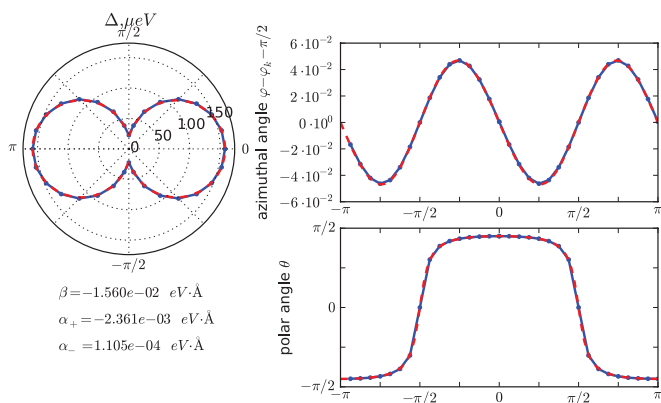 Δ,μeV
π/2
150
100
50
0
π
0
−π/2
β=−1.560e−02 eV·Å
α₊=−2.361e−03 eV·Å
α₋=1.105e−04 eV·Å
azimuthal angle φ−φₖ−π/2
6·10⁻²
4·10⁻²
2·10⁻²
0·10⁰
−2·10⁻²
−4·10⁻²
−6·10⁻²
−π −π/2 0 π/2 π
polar angle θ
π/2
0
−π/2
−π −π/2 0 π/2 π